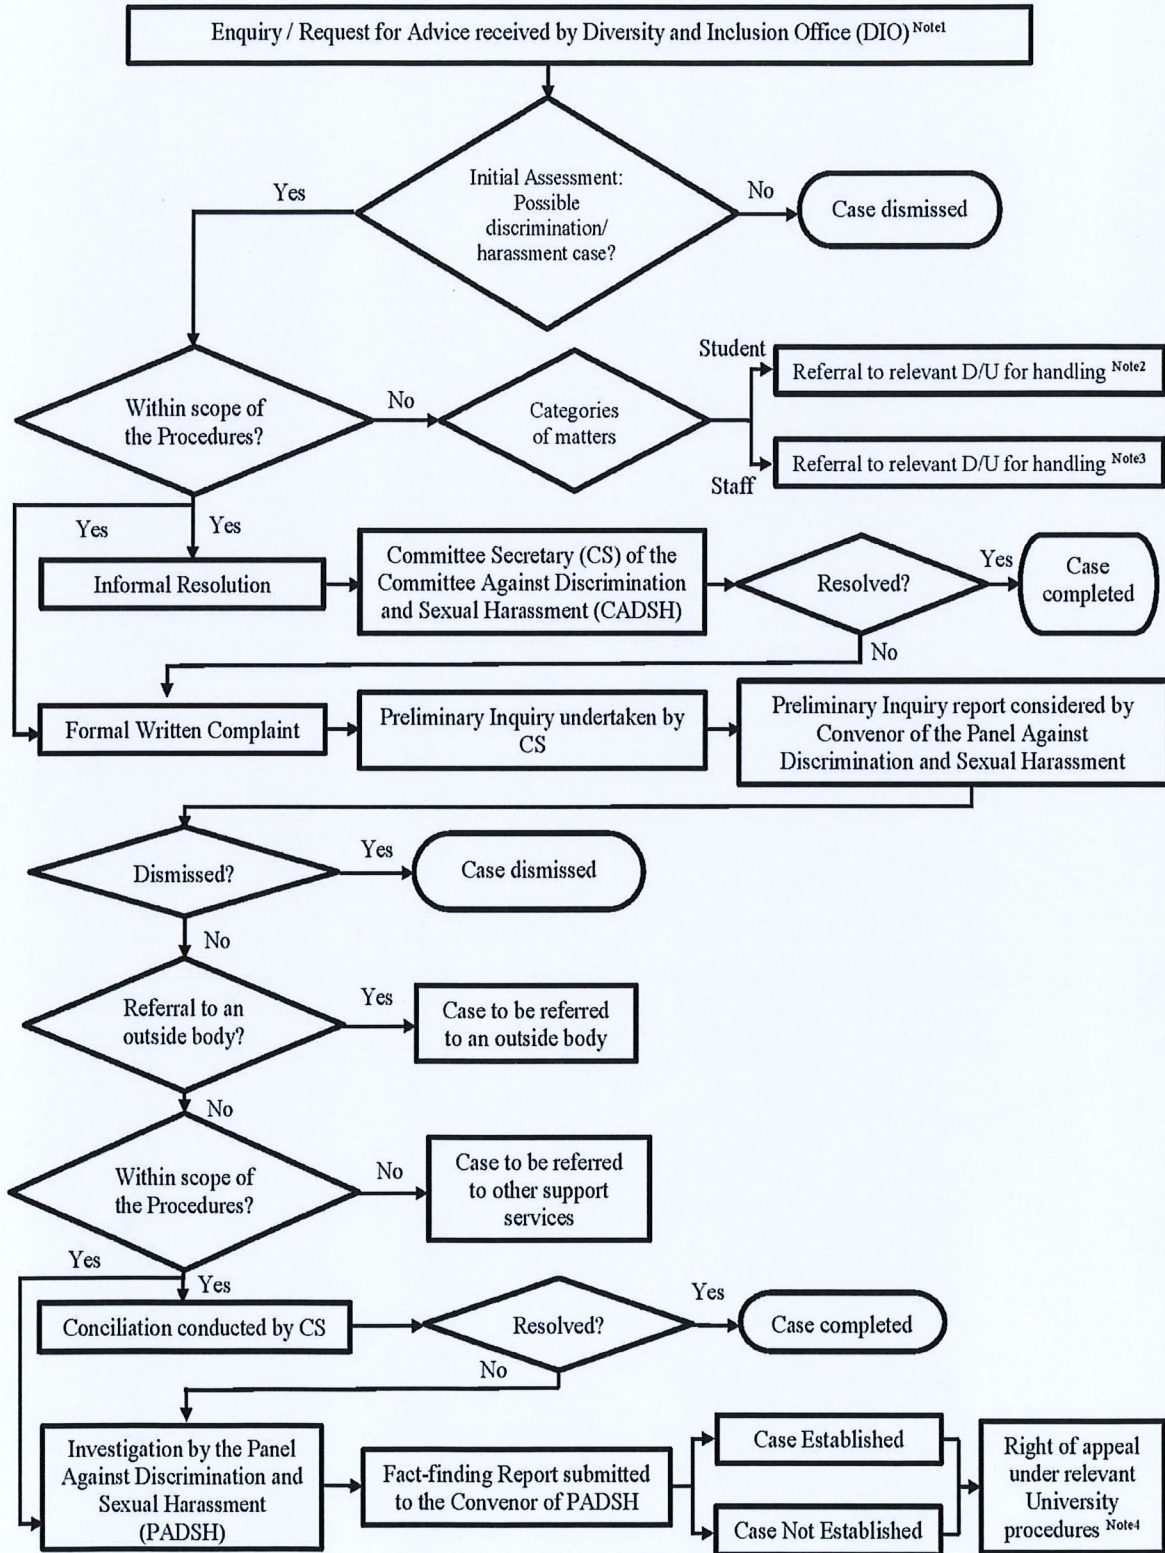 Enquiry / Request for Advice received by Diversity and Inclusion Office (DIO) Note1
Initial Assessment:
Possible
discrimination/
harassment case?
Yes
No
Case dismissed
Within scope of
the Procedures?
No
Categories
of matters
Student
Referral to relevant D/U for handling Note2
Staff
Referral to relevant D/U for handling Note3
Yes
Yes
Informal Resolution
Committee Secretary (CS) of the
Committee Against Discrimination
and Sexual Harassment (CADSH)
Resolved?
Yes
Case
completed
No
Formal Written Complaint
Preliminary Inquiry undertaken by
CS
Preliminary Inquiry report considered by
Convenor of the Panel Against
Discrimination and Sexual Harassment
Dismissed?
Yes
Case dismissed
No
Referral to an
outside body?
Yes
Case to be referred
to an outside body
No
Within scope of
the Procedures?
No
Case to be referred
to other support
services
Yes
Yes
Conciliation conducted by CS
Resolved?
Yes
Case completed
No
Investigation by the Panel
Against Discrimination and
Sexual Harassment
(PADSH)
Fact-finding Report submitted
to the Convenor of PADSH
Case Established
Case Not Established
Right of appeal
under relevant
University
procedures Note4